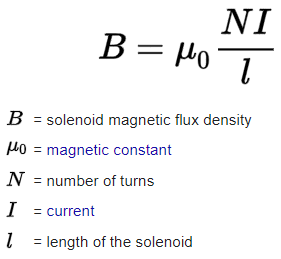 B = μ₀ NI / l
B = solenoid magnetic flux density
μ₀ = magnetic constant
N = number of turns
I = current
l = length of the solenoid